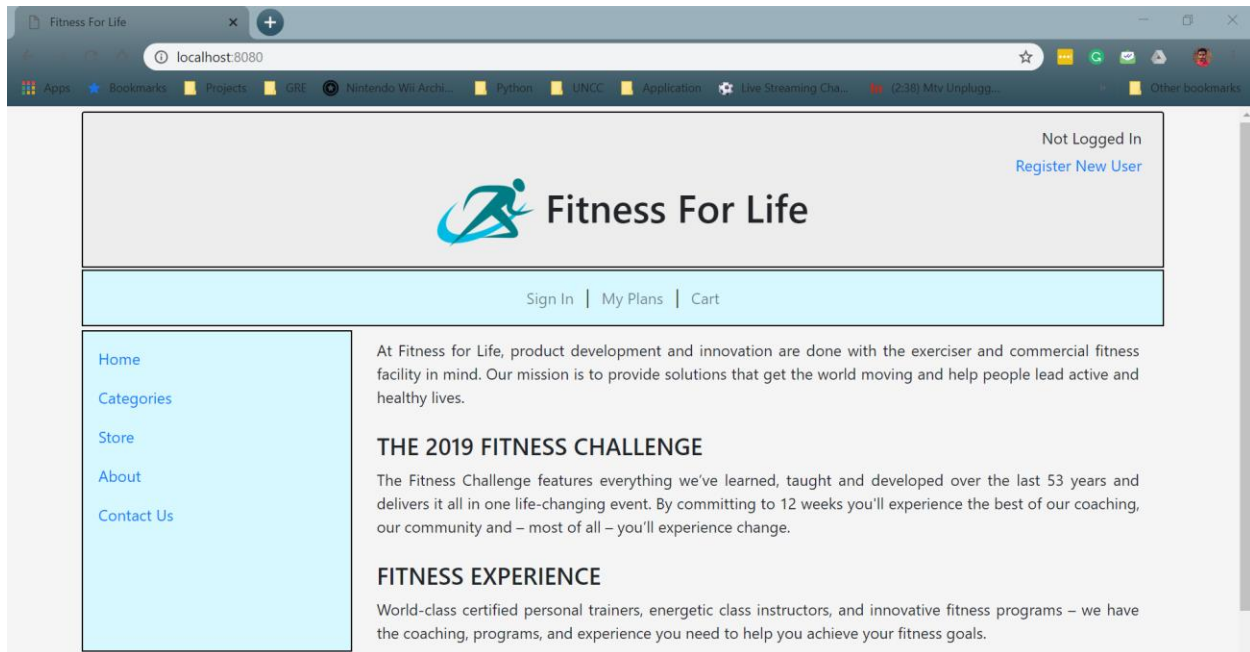 Fitness For Life
localhost:8080
Apps Bookmarks Projects GRE Nintendo Wii Archi... Python UNCC Application Live Streaming Cha... (2:38) Mtv Unplugg... Other bookmarks
Not Logged In
Register New User
Fitness For Life
Sign In | My Plans | Cart
Home
Categories
Store
About
Contact Us
At Fitness for Life, product development and innovation are done with the exerciser and commercial fitness
facility in mind. Our mission is to provide solutions that get the world moving and help people lead active and
healthy lives.
THE 2019 FITNESS CHALLENGE
The Fitness Challenge features everything we've learned, taught and developed over the last 53 years and
delivers it all in one life-changing event. By committing to 12 weeks you'll experience the best of our coaching,
our community and – most of all – you'll experience change.
FITNESS EXPERIENCE
World-class certified personal trainers, energetic class instructors, and innovative fitness programs – we have
the coaching, programs, and experience you need to help you achieve your fitness goals.